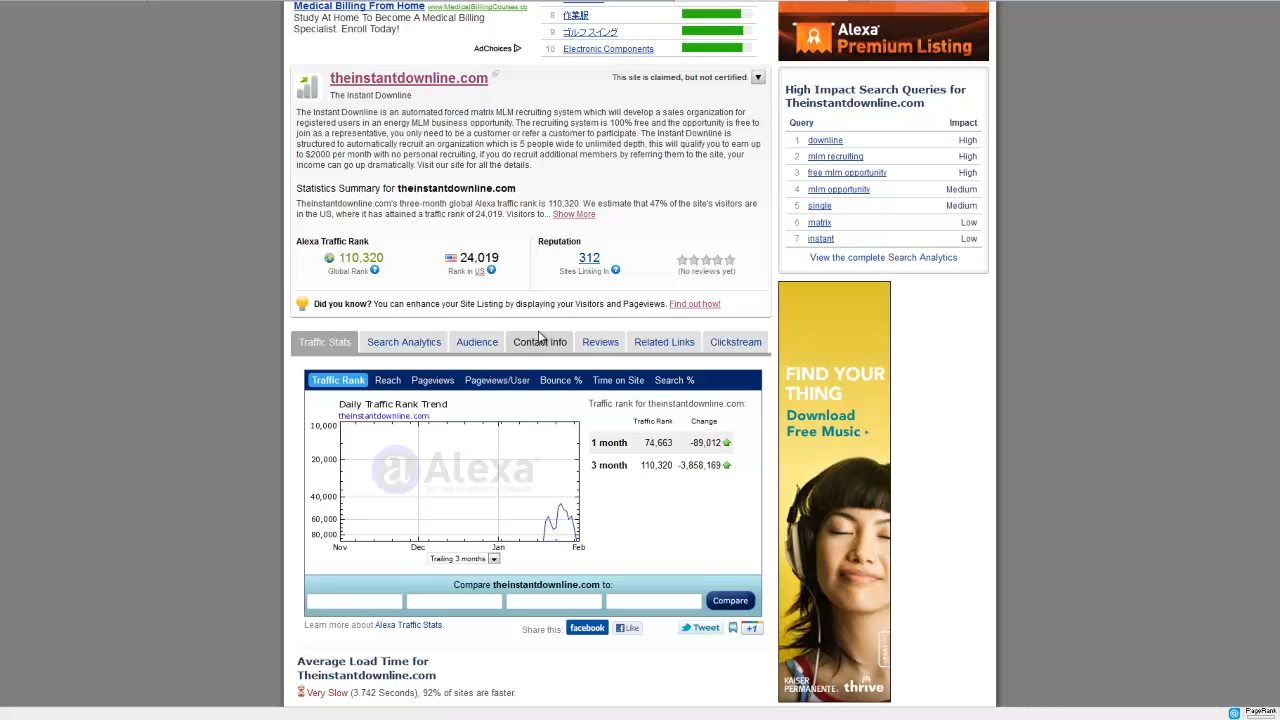 Medical Billing From Home www.MedicalBillingCourses.co
Study At Home To Become A Medical Billing
Specialist. Enroll Today!
AdChoices
8 作業服
9 ゴルフスイング
10 Electronic Components
Alexa
Premium Listing
theinstantdownline.com
This site is claimed, but not certified.
The Instant Downline
The Instant Downline is an automated forced matrix MLM recruiting system which will develop a sales organization for
registered users in an energy MLM business opportunity. The recruiting system is 100% free and the opportunity is free to
join as a representative, you only need to be a customer or refer a customer to participate. The Instant Downline is
structured to automatically recruit an organization which is 5 people wide to unlimited depth, this will qualify you to earn up
to $2000 per month with no personal recruiting, if you do recruit additional members by referring them to the site, your
income can go up dramatically. Visit our site for all the details.
Statistics Summary for theinstantdownline.com
Theinstantdownline.com's three-month global Alexa traffic rank is 110,320. We estimate that 47% of the site's visitors are
in the US, where it has attained a traffic rank of 24,019. Visitors to... Show More
Alexa Traffic Rank
110,320
Global Rank ?
24,019
Rank in US ?
Reputation
312
Sites Linking In ?
(No reviews yet)
Did you know? You can enhance your Site Listing by displaying your Visitors and Pageviews. Find out how!
High Impact Search Queries for
Theinstantdownline.com
Query Impact
1 downline High
2 mlm recruiting High
3 free mlm opportunity High
4 mlm opportunity Medium
5 single Medium
6 matrix Low
7 instant Low
View the complete Search Analytics
Traffic Stats Search Analytics Audience Contact Info Reviews Related Links Clickstream
Traffic Rank Reach Pageviews Pageviews/User Bounce % Time on Site Search %
Daily Traffic Rank Trend
theinstantdownline.com
10,000
20,000
40,000
60,000
80,000
Nov Dec Jan Feb
a Alexa
Trailing 3 months
Traffic rank for theinstantdownline.com:
Traffic Rank Change
1 month 74,663 -89,012
3 month 110,320 -3,858,169
Compare theinstantdownline.com to:
Compare
Learn more about Alexa Traffic Stats.
Share this: facebook Like Tweet +1
Average Load Time for
Theinstantdownline.com
Very Slow (3.742 Seconds), 92% of sites are faster.
FIND YOUR
THING
Download
Free Music
KAISER
PERMANENTE. thrive
PageRank